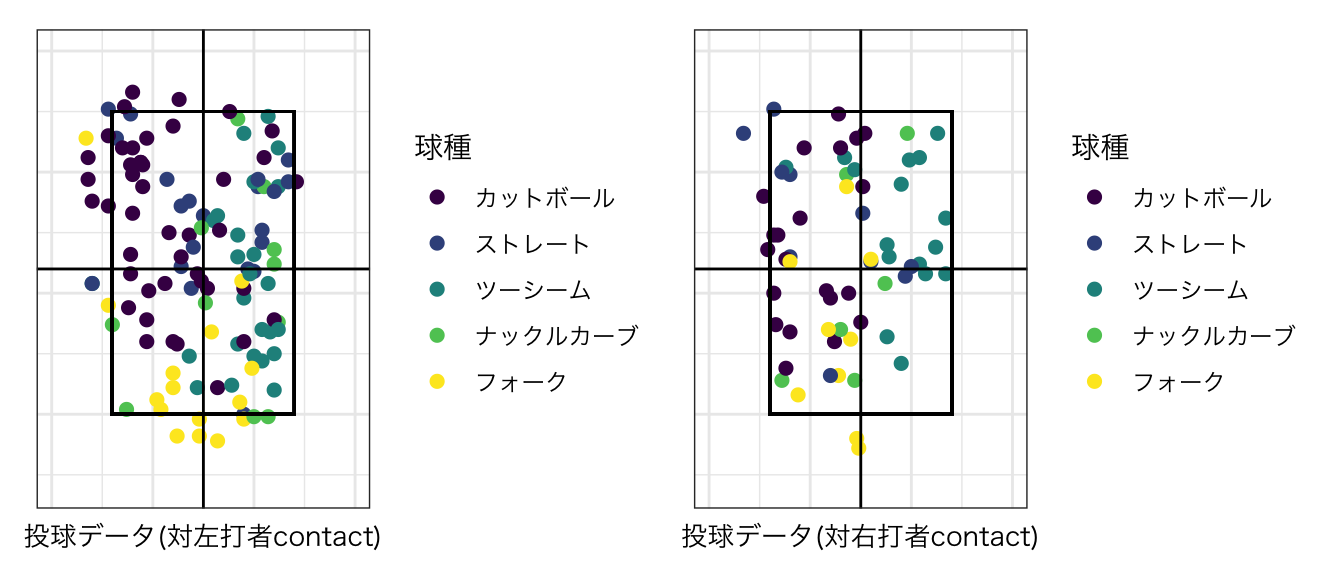 球種
カットボール
ストレート
ツーシーム
ナックルカーブ
フォーク
投球データ(対左打者contact)
球種
カットボール
ストレート
ツーシーム
ナックルカーブ
フォーク
投球データ(対右打者contact)